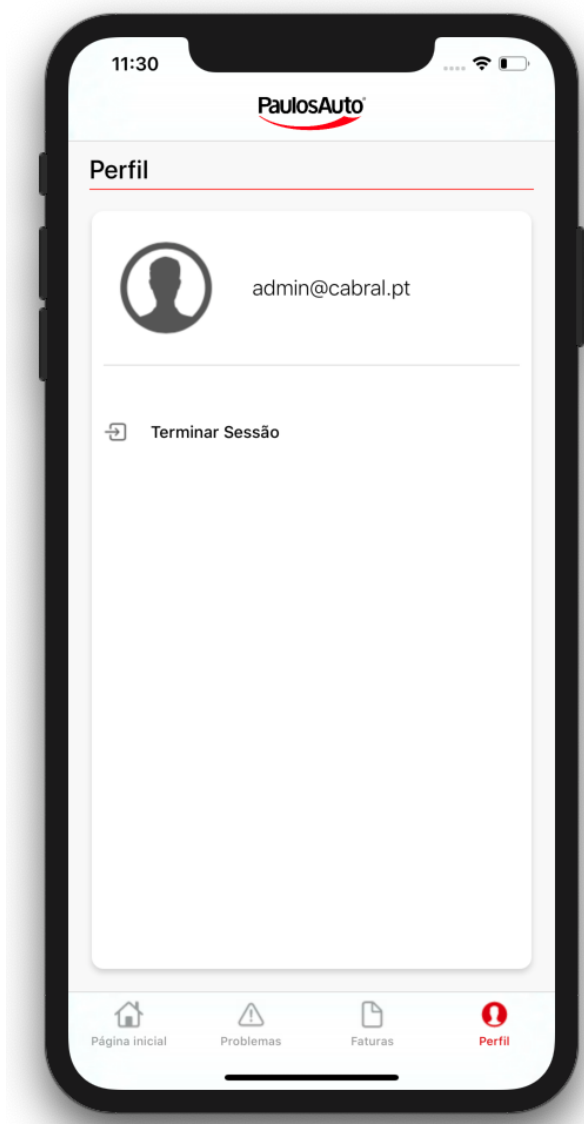 11:30
PaulosAuto
Perfil
admin@cabral.pt
Terminar Sessão
Página inicial
Problemas
Faturas
Perfil